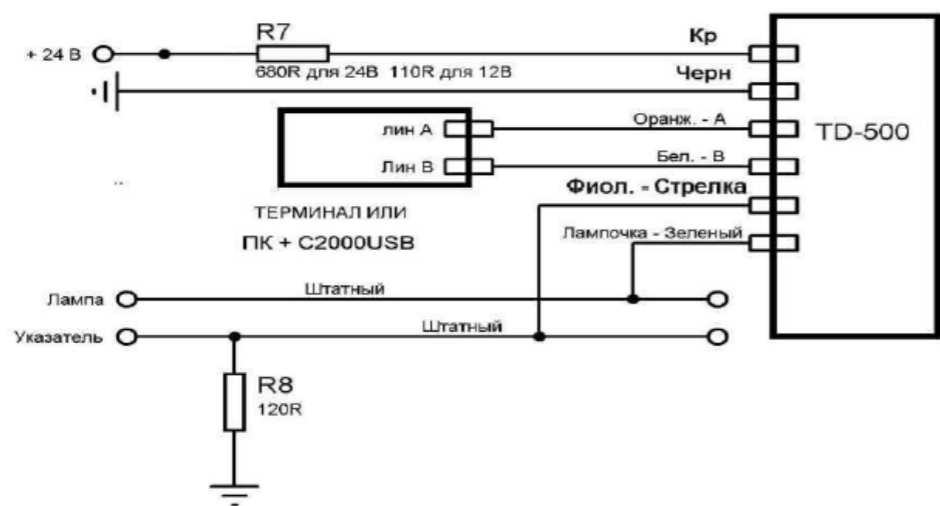 R7
Кр
+ 24 В
680R для 24В 110R для 12В
Черн
лин А
Оранж. - А
TD-500
Лин В
Бел. - В
Фиол. - Стрелка
ТЕРМИНАЛ ИЛИ
ПК + С2000USB
Лампочка - Зеленый
Штатный
Лампа
Штатный
Указатель
R8
120R